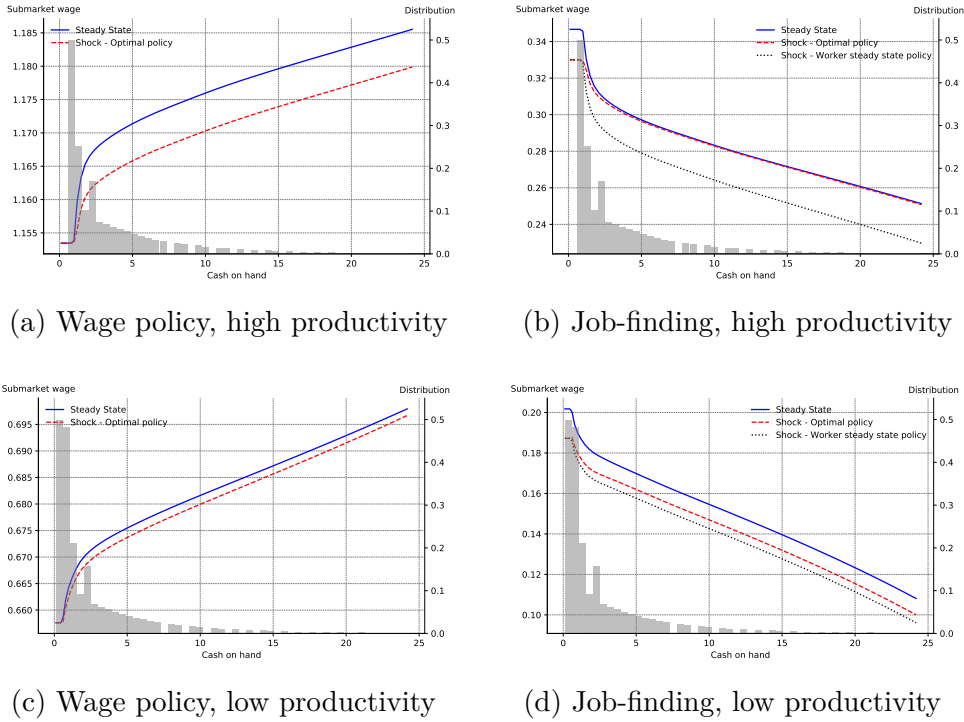 Submarket wage
Distribution
Steady State
Shock - Optimal policy
1.185
1.180
1.175
1.170
1.165
1.160
1.155
0.5
0.4
0.3
0.2
0.1
0.0
0
5
10
15
20
25
Cash on hand
(a) Wage policy, high productivity
Submarket wage
Distribution
Steady State
Shock - Optimal policy
Shock - Worker steady state policy
0.34
0.32
0.30
0.28
0.26
0.24
0.5
0.4
0.3
0.2
0.1
0.0
0
5
10
15
20
25
Cash on hand
(b) Job-finding, high productivity
Submarket wage
Distribution
Steady State
Shock - Optimal policy
0.695
0.690
0.685
0.680
0.675
0.670
0.665
0.660
0.5
0.4
0.3
0.2
0.1
0.0
0
5
10
15
20
25
Cash on hand
(c) Wage policy, low productivity
Submarket wage
Distribution
Steady State
Shock - Optimal policy
Shock - Worker steady state policy
0.20
0.18
0.16
0.14
0.12
0.10
0.5
0.4
0.3
0.2
0.1
0.0
0
5
10
15
20
25
Cash on hand
(d) Job-finding, low productivity